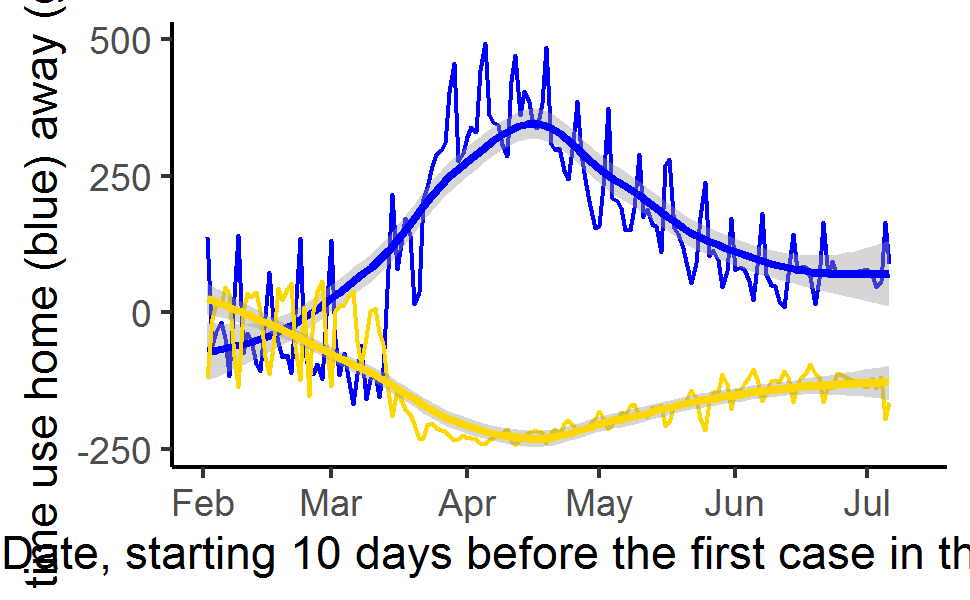 time use home (blue) away (
500
250
0
-250
Feb Mar Apr May Jun Jul
Date, starting 10 days before the first case in th